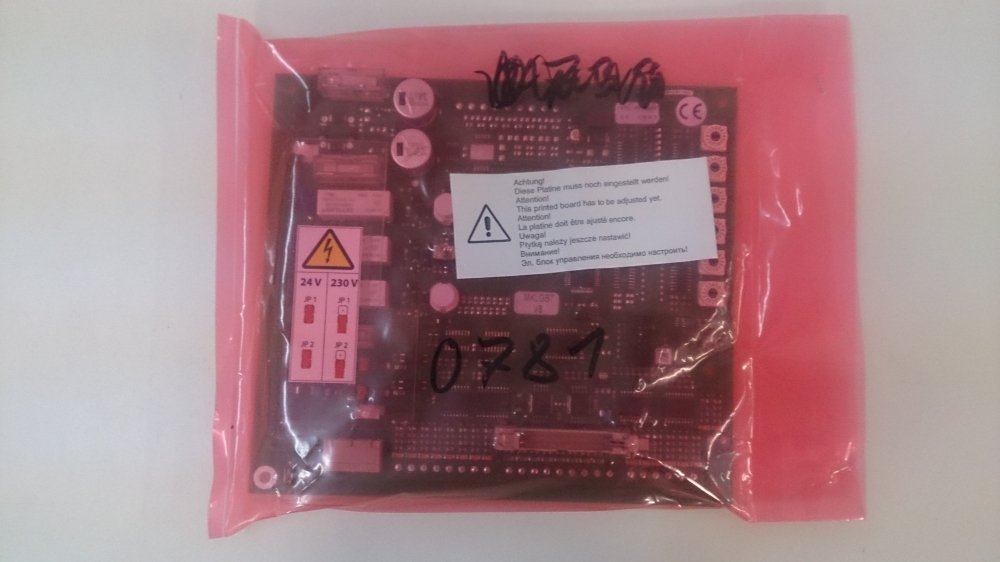 CE
Achtung!
Diese Platine muss noch eingestellt werden!
Attention!
This printed board has to be adjusted yet.
Attention!
La platine doit être ajusté encore.
Uwaga!
Płytkę należy jeszcze nastawić!
Внимание!
Эл. блок управления необходимо настроить!
24 V 230 V
JP 1 JP 1
JP 2 JP 2
0781